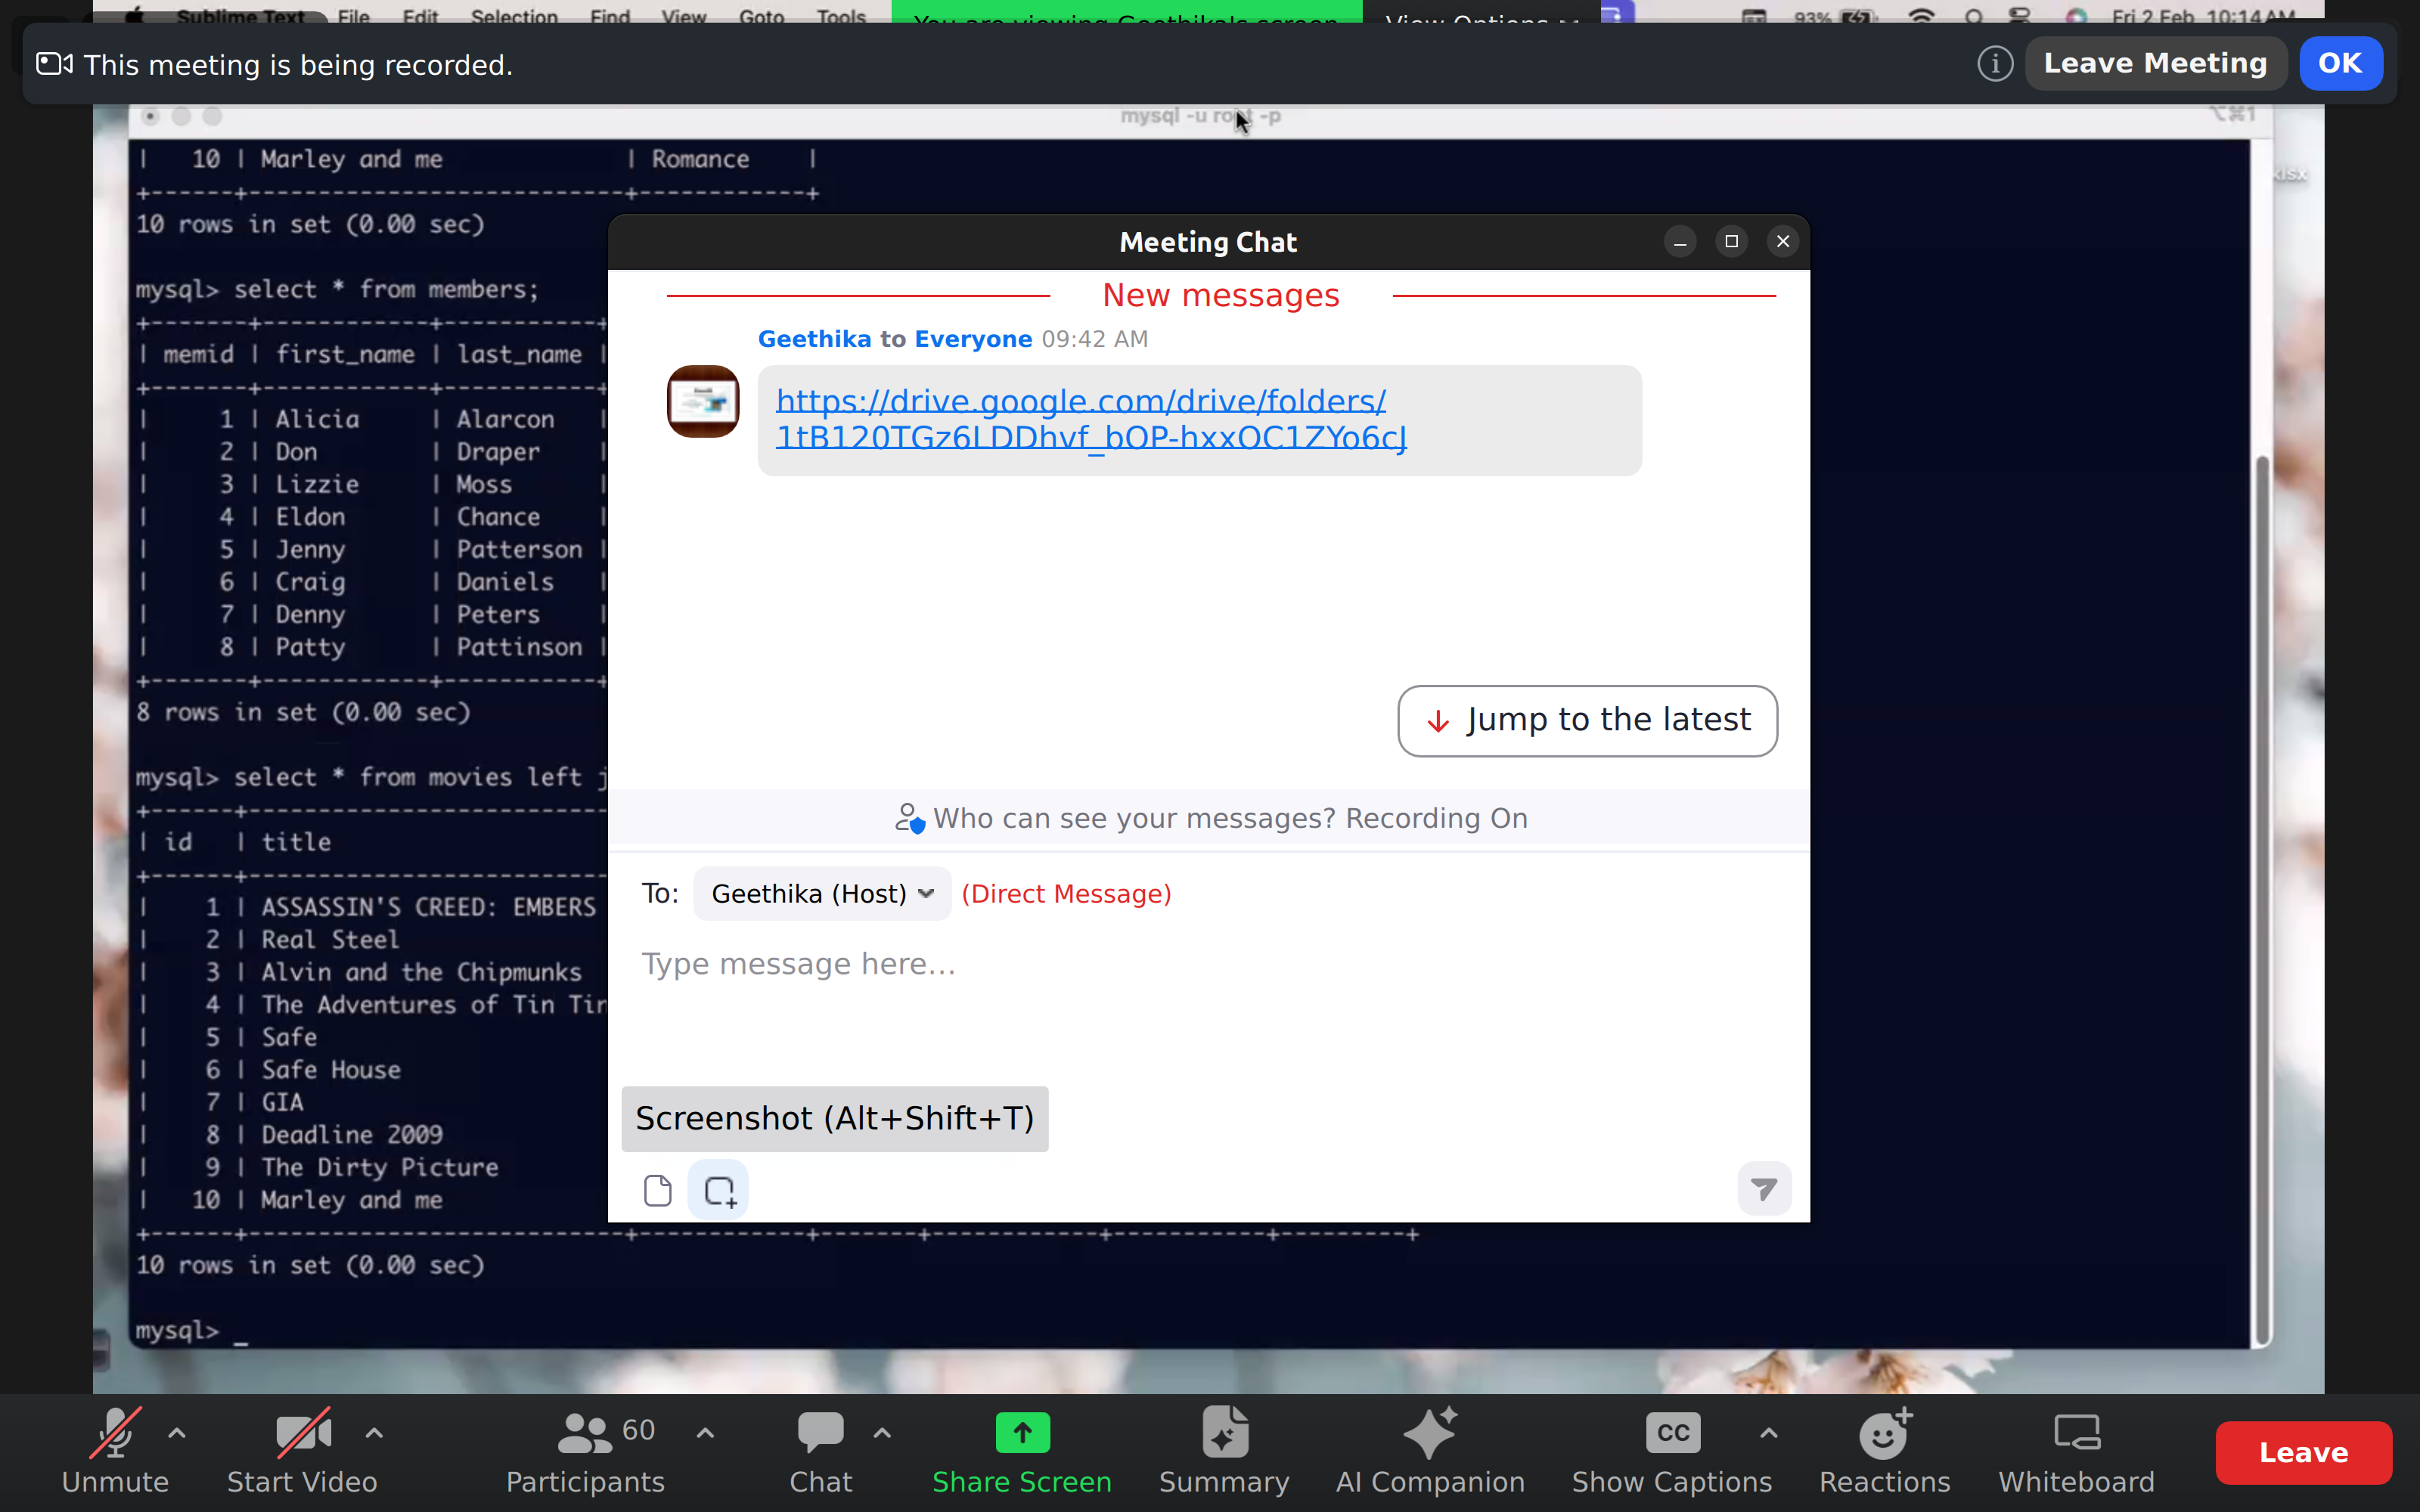 Sublime Text File Edit Selection Find View Goto Tools
You are viewing Geethika's screen View Options
93% Fri 2 Feb 10:14 AM
This meeting is being recorded.
Leave Meeting
OK
mysql -u root -p
⌥⌘1
| 10 | Marley and me | Romance |
+------+---------------------------+------------+
10 rows in set (0.00 sec)
mysql> select * from members;
| memid | first_name | last_name |
| 1 | Alicia | Alarcon |
| 2 | Don | Draper |
| 3 | Lizzie | Moss |
| 4 | Eldon | Chance |
| 5 | Jenny | Patterson |
| 6 | Craig | Daniels |
| 7 | Denny | Peters |
| 8 | Patty | Pattinson |
8 rows in set (0.00 sec)
mysql> select * from movies left j
| id | title
| 1 | ASSASSIN'S CREED: EMBERS
| 2 | Real Steel
| 3 | Alvin and the Chipmunks
| 4 | The Adventures of Tin Tin
| 5 | Safe
| 6 | Safe House
| 7 | GIA
| 8 | Deadline 2009
| 9 | The Dirty Picture
| 10 | Marley and me
10 rows in set (0.00 sec)
mysql> _
xlsx
Meeting Chat
New messages
Geethika to Everyone 09:42 AM
https://drive.google.com/drive/folders/
1tB120TGz6LDDhvf_bOP-hxxOC1ZYo6cJ
Jump to the latest
Who can see your messages? Recording On
To: Geethika (Host) (Direct Message)
Type message here...
Screenshot (Alt+Shift+T)
60
CC
Unmute
Start Video
Participants
Chat
Share Screen
Summary
AI Companion
Show Captions
Reactions
Whiteboard
Leave